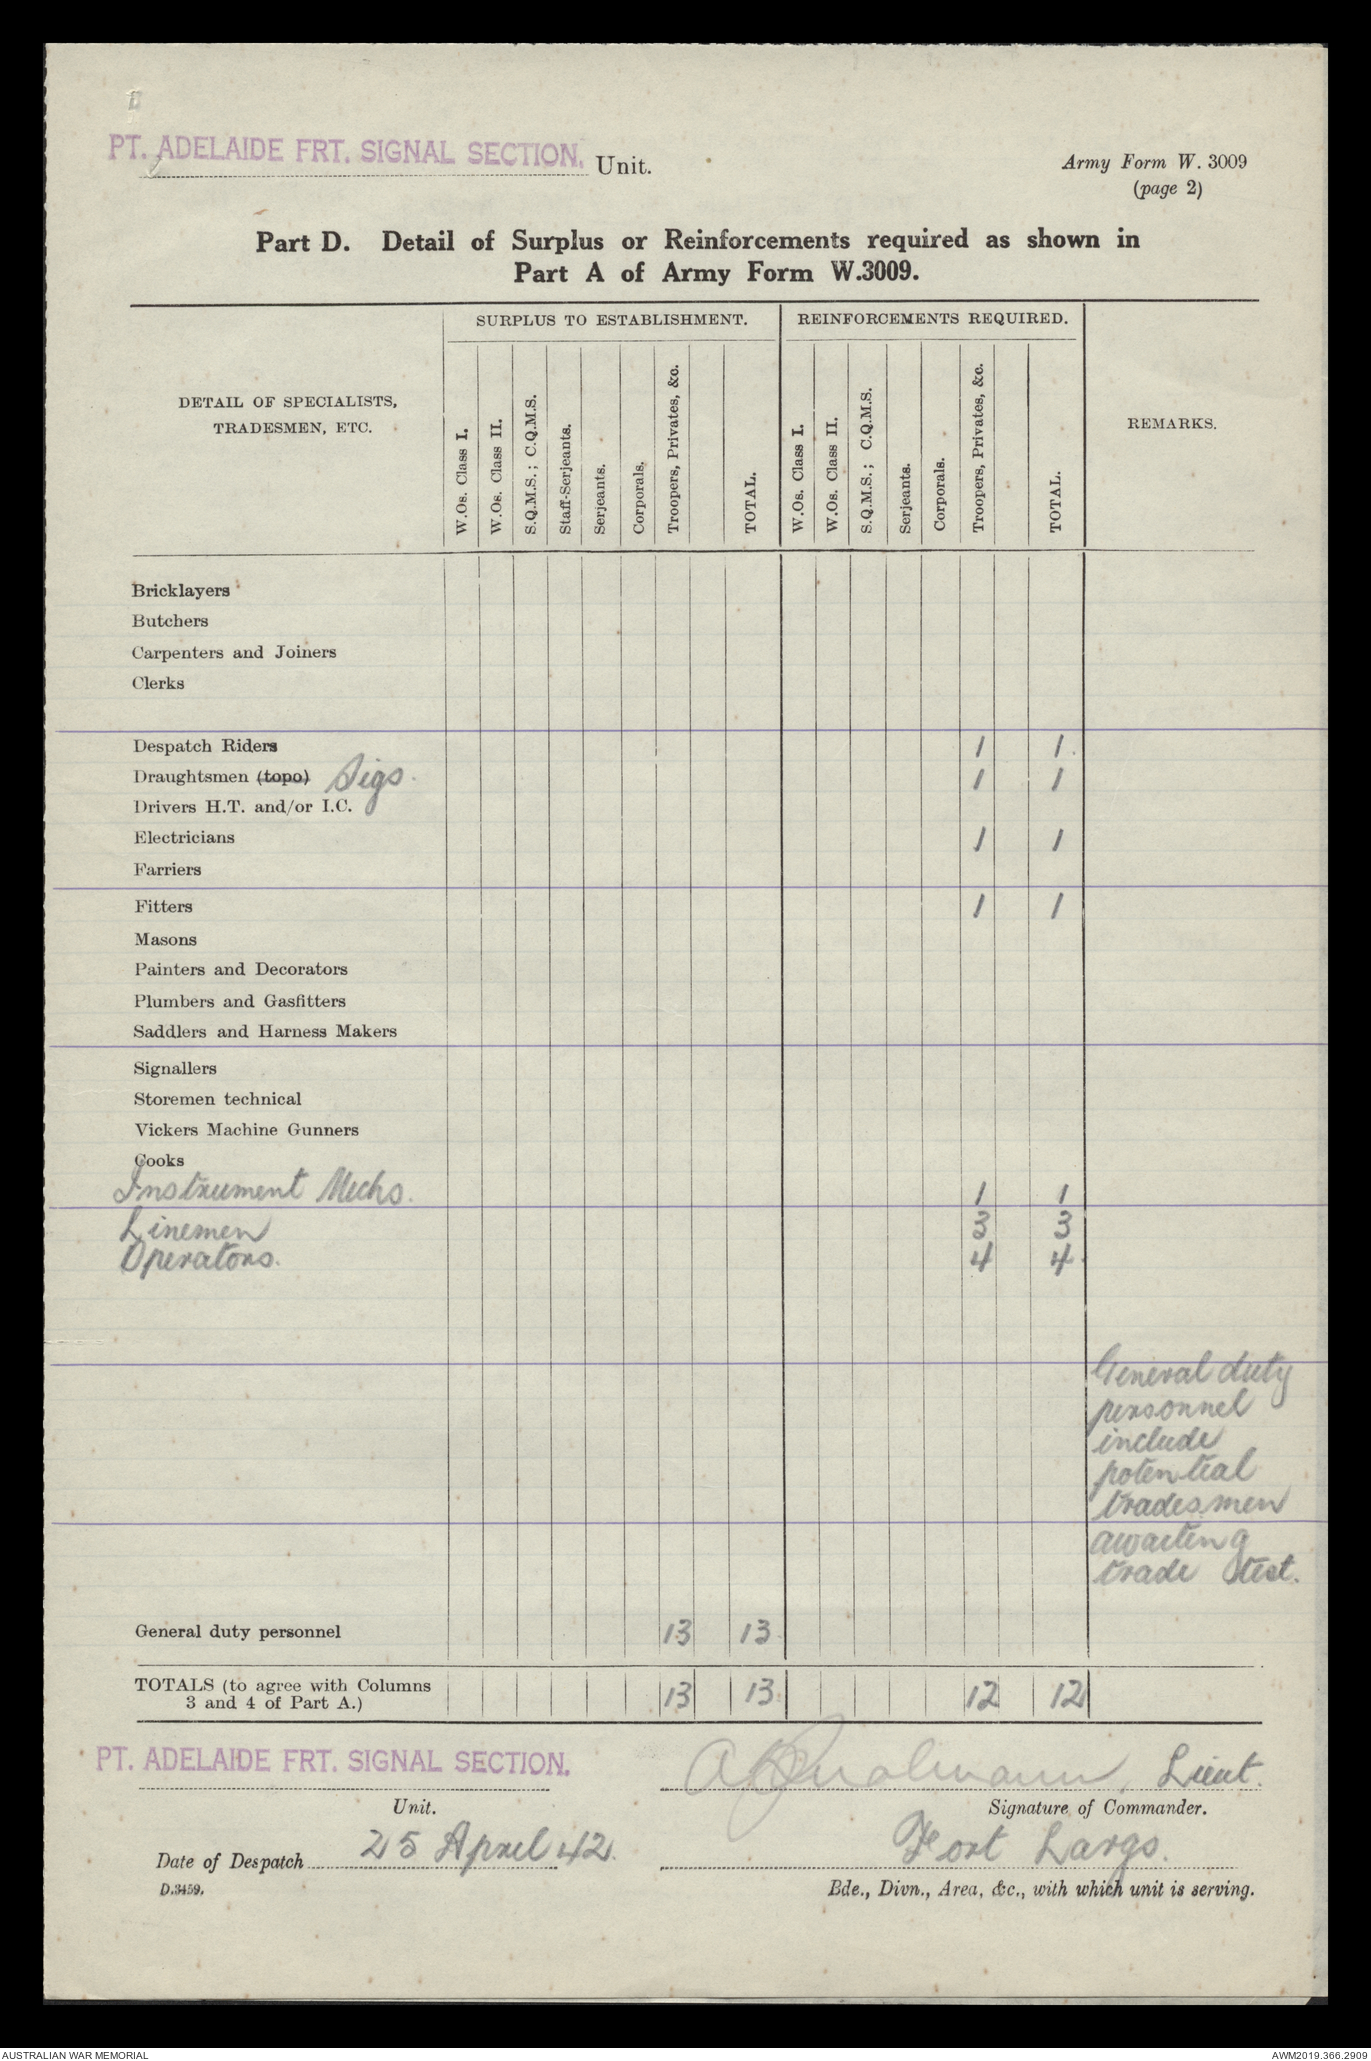 PT. ADELAIDE FRT. SIGNAL SECTION. Unit.
Army Form W. 3009
(page 2)
Part D. Detail of Surplus or Reinforcements required as shown in
Part A of Army Form W.3009.
SURPLUS TO ESTABLISHMENT. REINFORCEMENTS REQUIRED.
DETAIL OF SPECIALISTS,
TRADESMEN, ETC.
W.Os. Class I.
W.Os. Class II.
S.Q.M.S.; C.Q.M.S.
Staff-Serjeants.
Serjeants.
Corporals.
Troopers, Privates, &c.
TOTAL.
W.Os. Class I.
W.Os. Class II.
S.Q.M.S.; C.Q.M.S.
Serjeants.
Corporals.
Troopers, Privates, &c.
TOTAL.
REMARKS.
Bricklayers
Butchers
Carpenters and Joiners
Clerks
Despatch Riders 1 1
Draughtsmen (topo) Sigs. 1 1
Drivers H.T. and/or I.C.
Electricians 1 1
Farriers
Fitters 1 1
Masons
Painters and Decorators
Plumbers and Gasfitters
Saddlers and Harness Makers
Signallers
Storemen technical
Vickers Machine Gunners
Cooks
Instrument Mechs. 1 1
Linemen 3 3
Operators. 4 4
General duty
personnel
include
potential
tradesmen
awaiting
trade test.
General duty personnel 13 13
TOTALS (to agree with Columns
3 and 4 of Part A.) 13 13 12 12
PT. ADELAIDE FRT. SIGNAL SECTION. Lieut.
Unit. Signature of Commander.
Date of Despatch 25 April 42. Fort Largs.
D.3459.
Bde., Divn., Area, &c., with which unit is serving.
AUSTRALIAN WAR MEMORIAL
AWM2019.366.2909